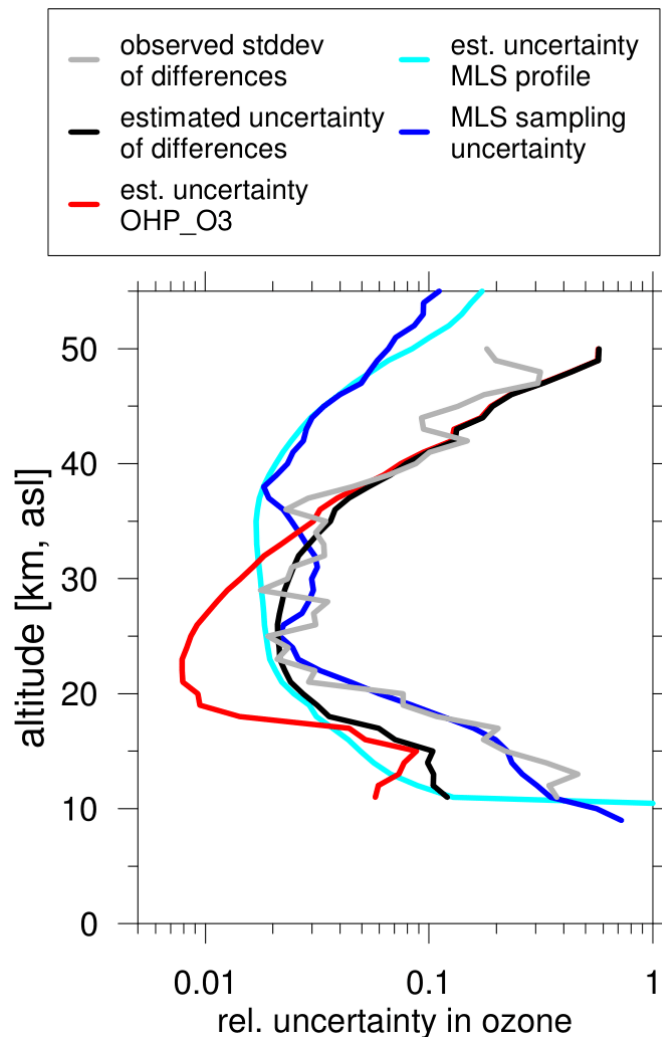 observed stddev
of differences
estimated uncertainty
of differences
est. uncertainty
OHP_O3
est. uncertainty
MLS profile
MLS sampling
uncertainty
altitude [km, asl]
50
40
30
20
10
0
0.01
0.1
1
rel. uncertainty in ozone